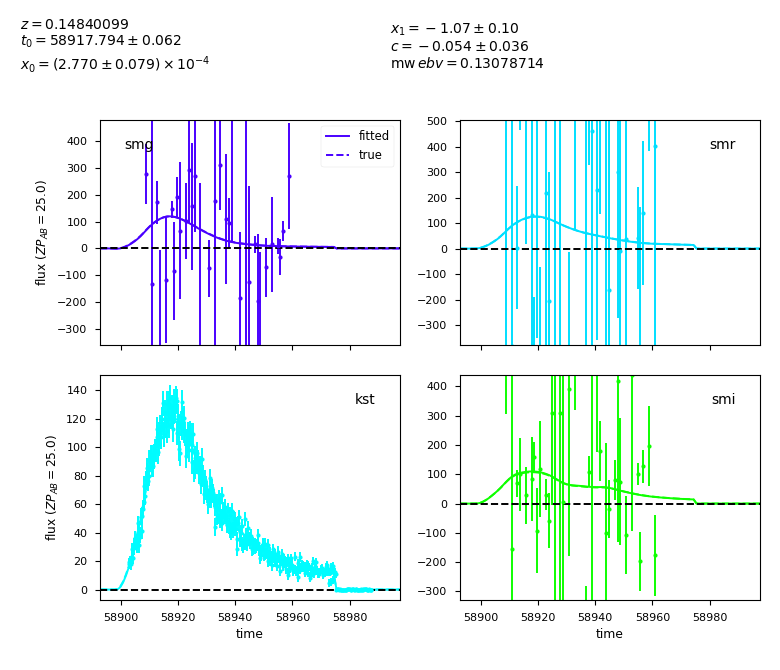 z = 0.14840099
t₀ = 58917.794 ± 0.062
x₀ = (2.770 ± 0.079) × 10⁻⁴
x₁ = −1.07 ± 0.10
c = −0.054 ± 0.036
mw ebv = 0.13078714
smg
fitted
true
400
300
200
100
0
−100
−200
−300
flux (ZP_AB = 25.0)
smr
500
400
300
200
100
0
−100
−200
−300
kst
140
120
100
80
60
40
20
0
flux (ZP_AB = 25.0)
58900 58920 58940 58960 58980
time
smi
400
300
200
100
0
−100
−200
−300
58900 58920 58940 58960 58980
time